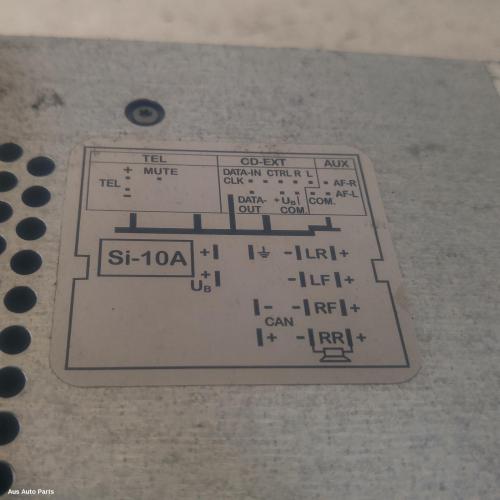 TEL CD-EXT AUX
+ MUTE DATA-IN CTRL R L
TEL CLK AF-R
- DATA- +UB AF-L
OUT COM. COM.
Si-10A + - LR +
+ - LF +
UB
- - RF +
CAN
+ - RR +
Aus Auto Parts